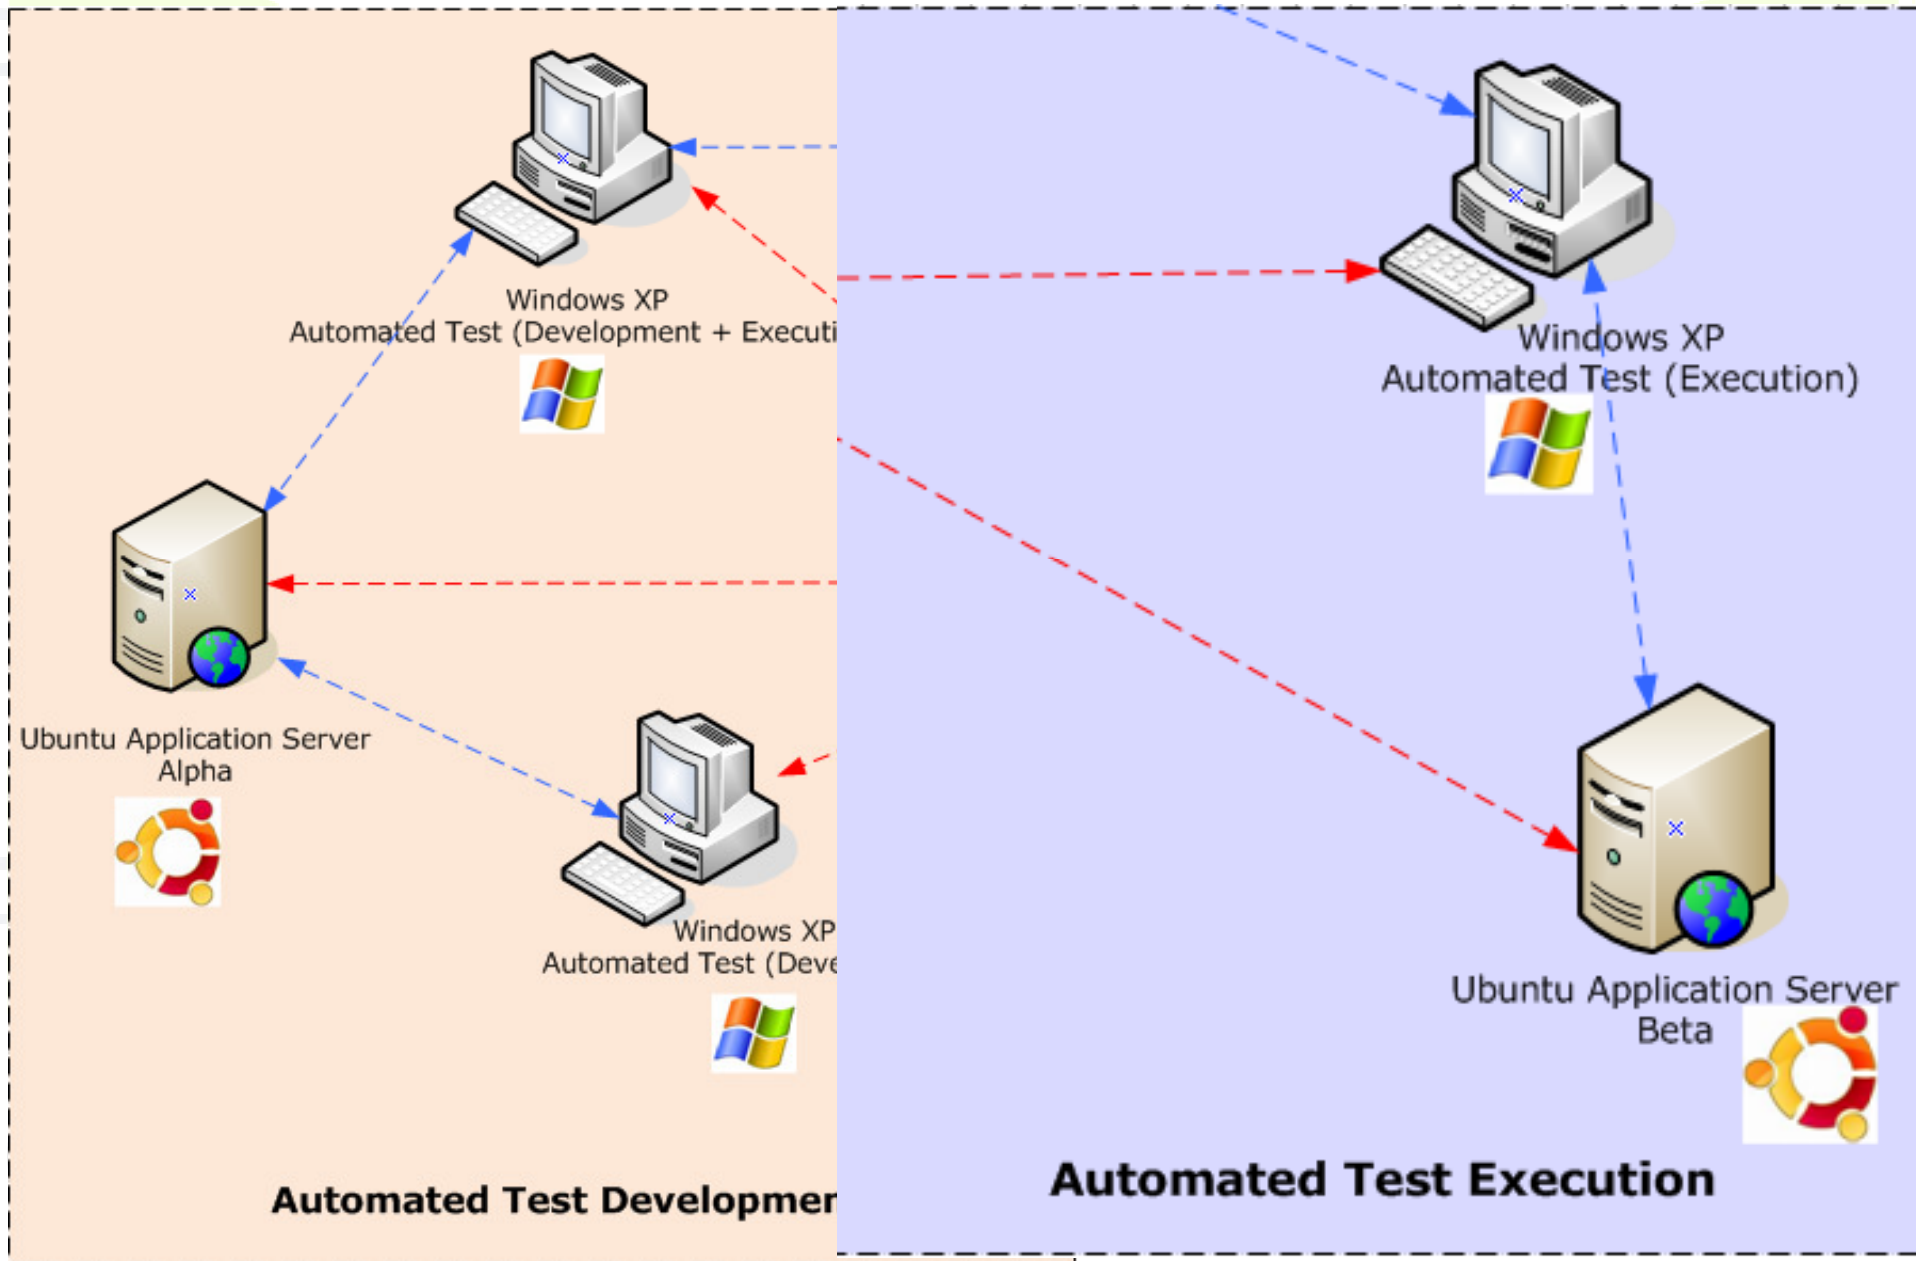 Windows XP
Automated Test (Development + Executi
Ubuntu Application Server
Alpha
Windows XP
Automated Test (Deve
Automated Test Developmen
Windows XP
Automated Test (Execution)
Ubuntu Application Server
Beta
Automated Test Execution